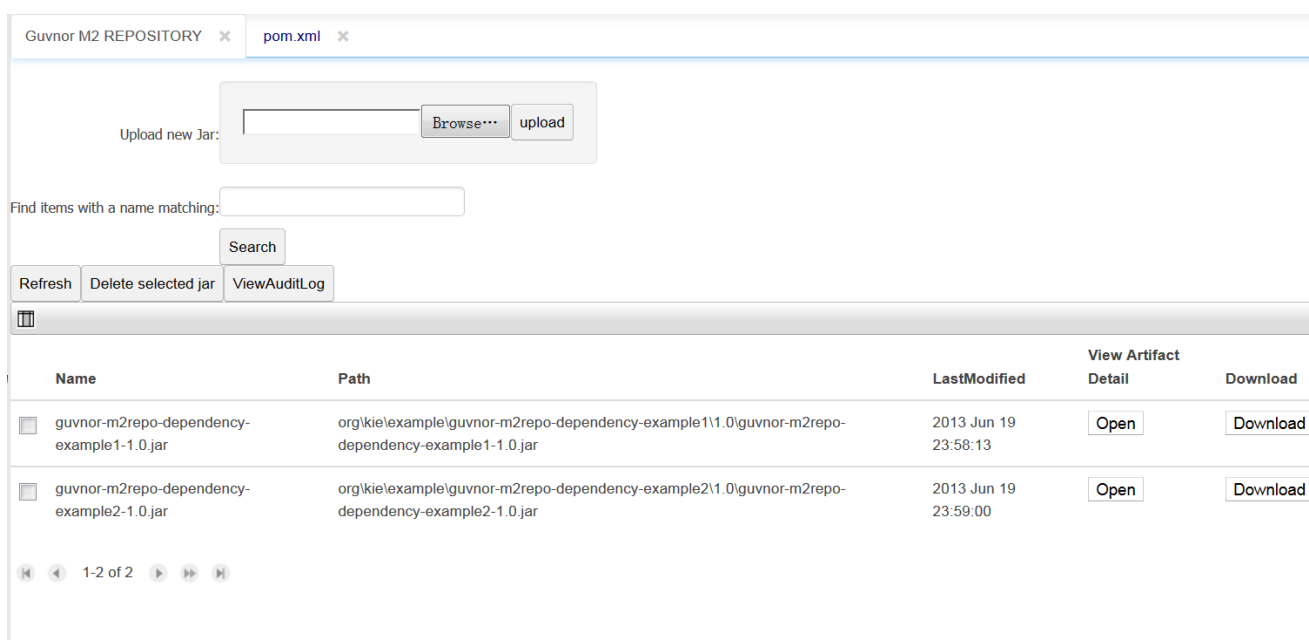 Guvnor M2 REPOSITORY
pom.xml
Upload new Jar:
Browse…
upload
Find items with a name matching:
Search
Refresh
Delete selected jar
ViewAuditLog
Name
Path
LastModified
View Artifact
Detail
Download
guvnor-m2repo-dependency-
example1-1.0.jar
org\kie\example\guvnor-m2repo-dependency-example1\1.0\guvnor-m2repo-
dependency-example1-1.0.jar
2013 Jun 19
23:58:13
Open
Download
guvnor-m2repo-dependency-
example2-1.0.jar
org\kie\example\guvnor-m2repo-dependency-example2\1.0\guvnor-m2repo-
dependency-example2-1.0.jar
2013 Jun 19
23:59:00
Open
Download
1-2 of 2